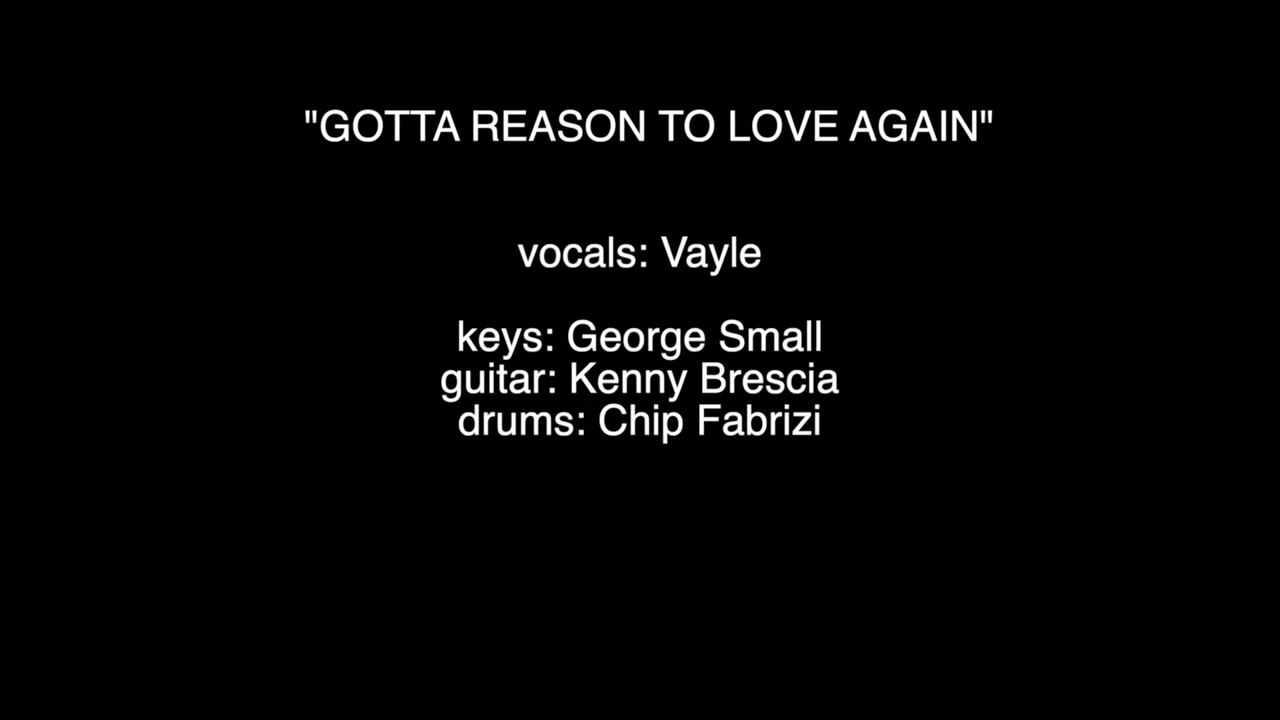 "GOTTA REASON TO LOVE AGAIN"
vocals: Vayle
keys: George Small
guitar: Kenny Brescia
drums: Chip Fabrizi